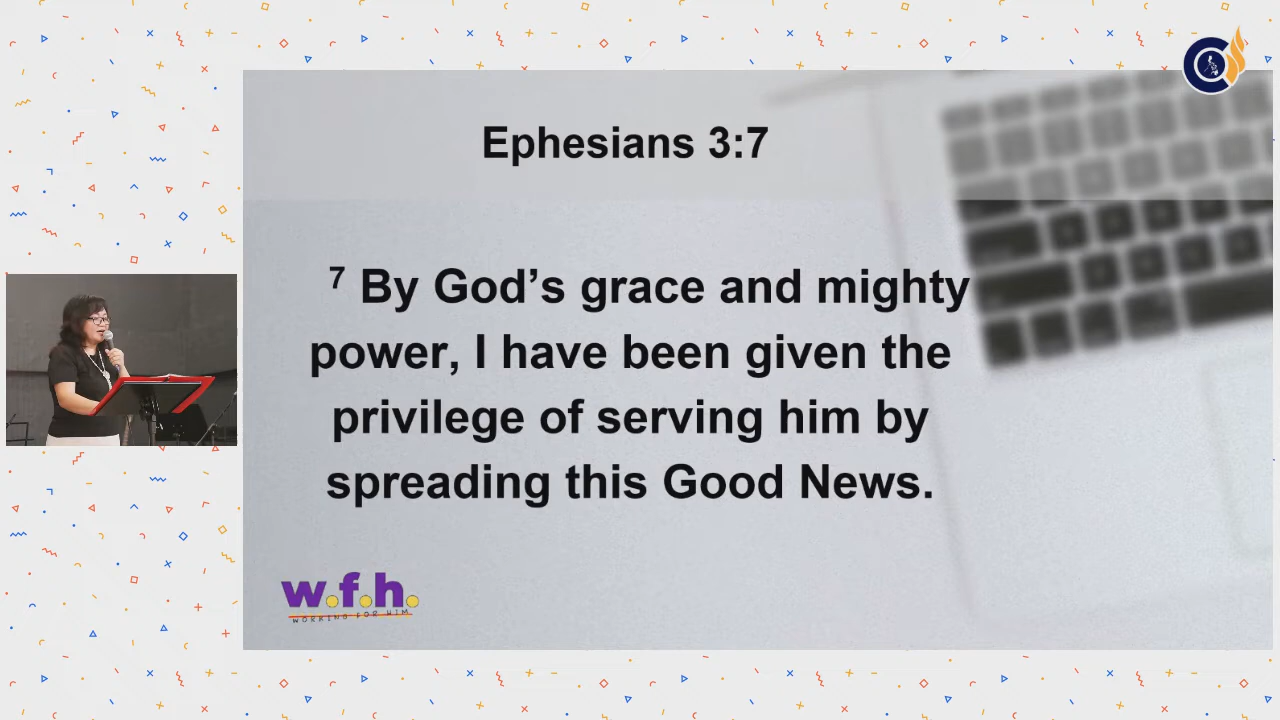 Ephesians 3:7
7 By God’s grace and mighty
power, I have been given the
privilege of serving him by
spreading this Good News.
w.f.h.
WORKING FOR HIM